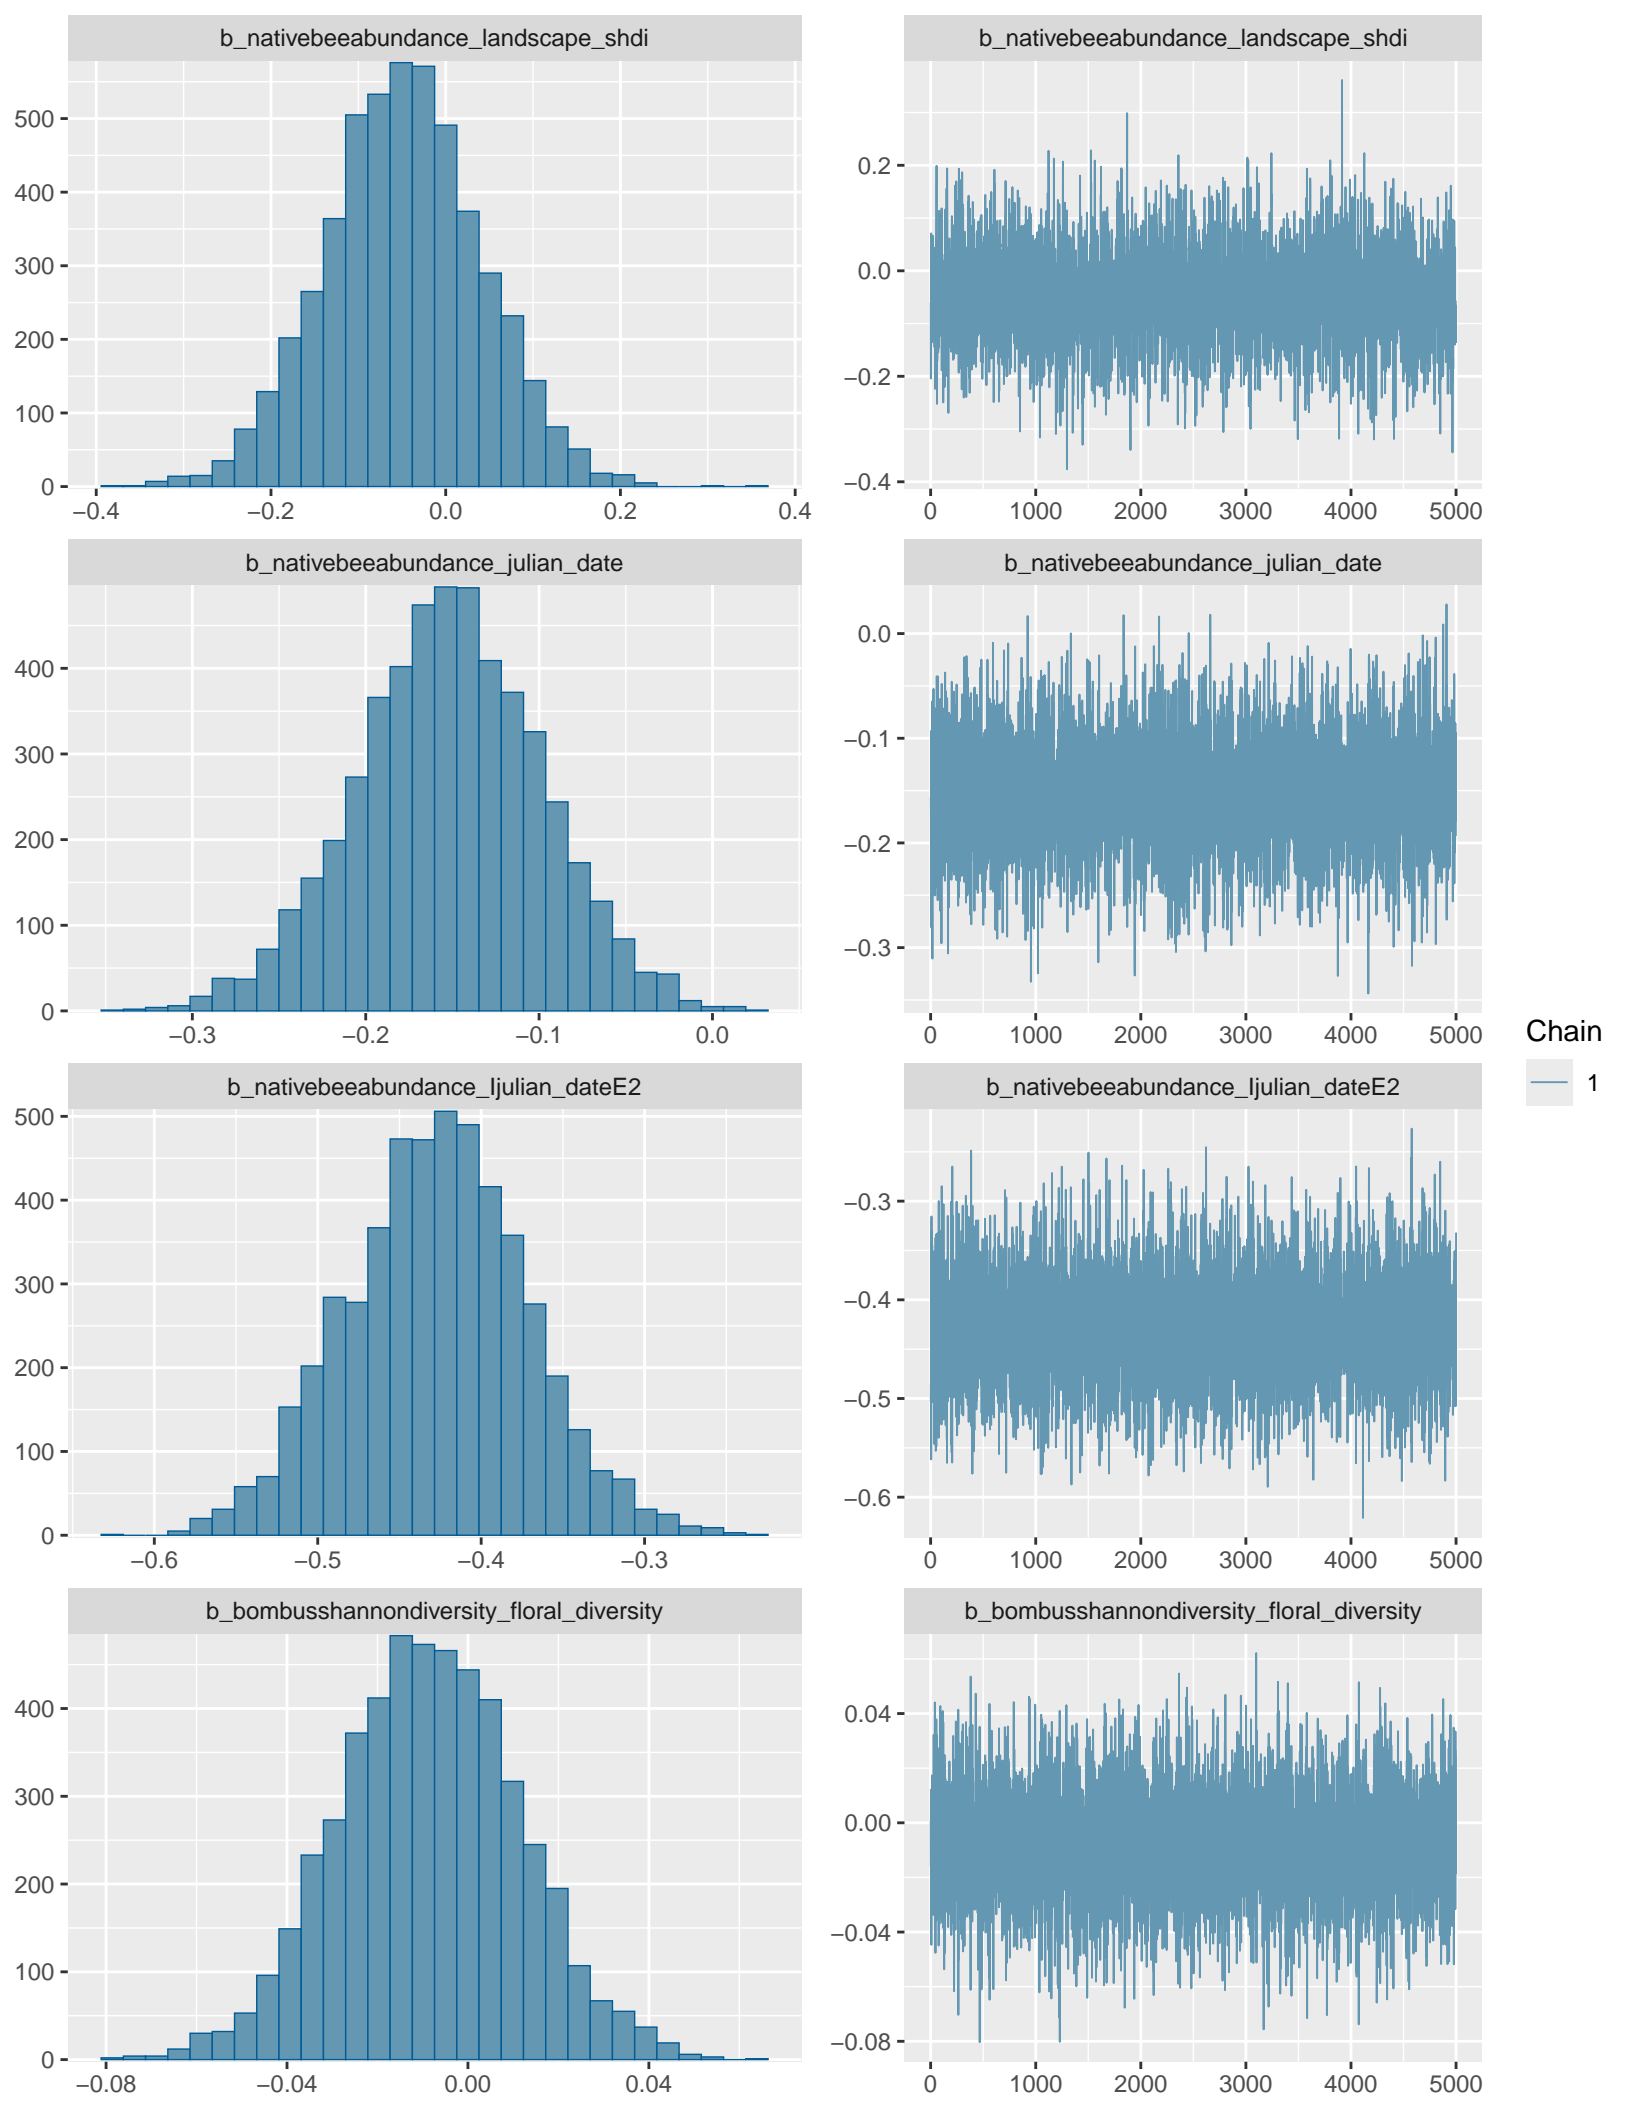 b_nativebeeabundance_landscape_shdi
b_nativebeeabundance_landscape_shdi
500
400
300
200
100
0
−0.4 −0.2 0.0 0.2 0.4
0.2
0.0
−0.2
−0.4
0 1000 2000 3000 4000 5000
b_nativebeeabundance_julian_date
b_nativebeeabundance_julian_date
400
300
200
100
0
−0.3 −0.2 −0.1 0.0
0.0
−0.1
−0.2
−0.3
0 1000 2000 3000 4000 5000
b_nativebeeabundance_Ijulian_dateE2
b_nativebeeabundance_Ijulian_dateE2
500
400
300
200
100
0
−0.6 −0.5 −0.4 −0.3
−0.3
−0.4
−0.5
−0.6
0 1000 2000 3000 4000 5000
b_bombusshannondiversity_floral_diversity
b_bombusshannondiversity_floral_diversity
400
300
200
100
0
−0.08 −0.04 0.00 0.04
0.04
0.00
−0.04
−0.08
0 1000 2000 3000 4000 5000
Chain
1